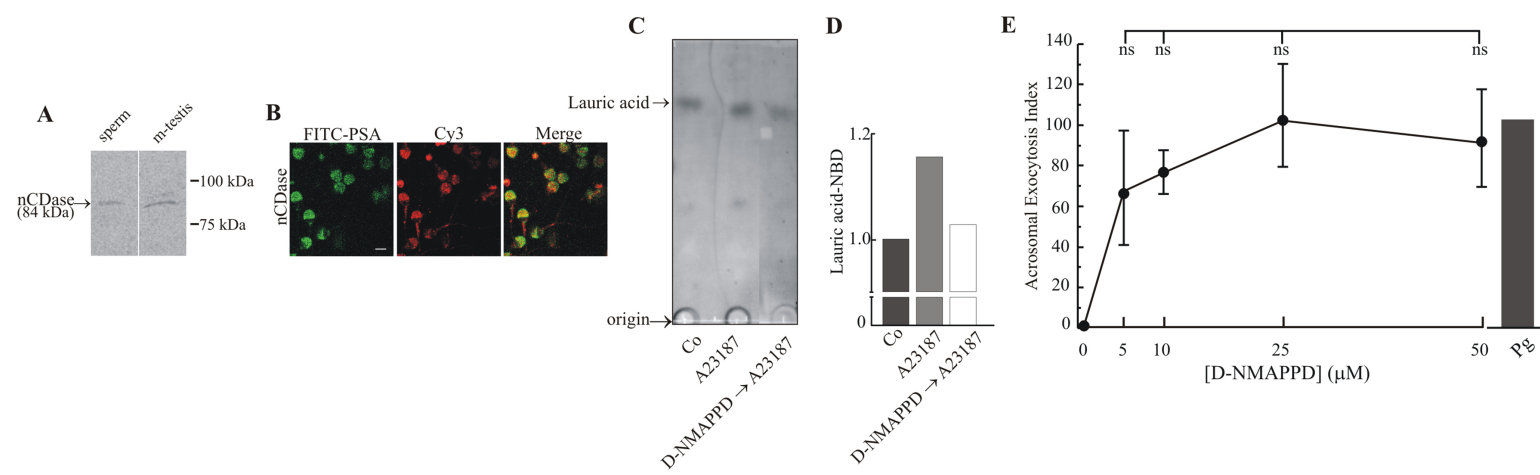 A
sperm
m-testis
100 kDa
nCDase
(84 kDa)
75 kDa
B
FITC-PSA
Cy3
Merge
nCDase
C
Lauric acid→
origin→
Co
A23187
D-NMAPPD → A23187
D
Lauric acid-NBD
1.2
1.0
0
Co
A23187
D-NMAPPD → A23187
E
Acrosomal Exocytosis Index
140
120
100
80
60
40
20
0
ns
ns
ns
ns
0
5
10
25
50
Pg
[D-NMAPPD] (μM)